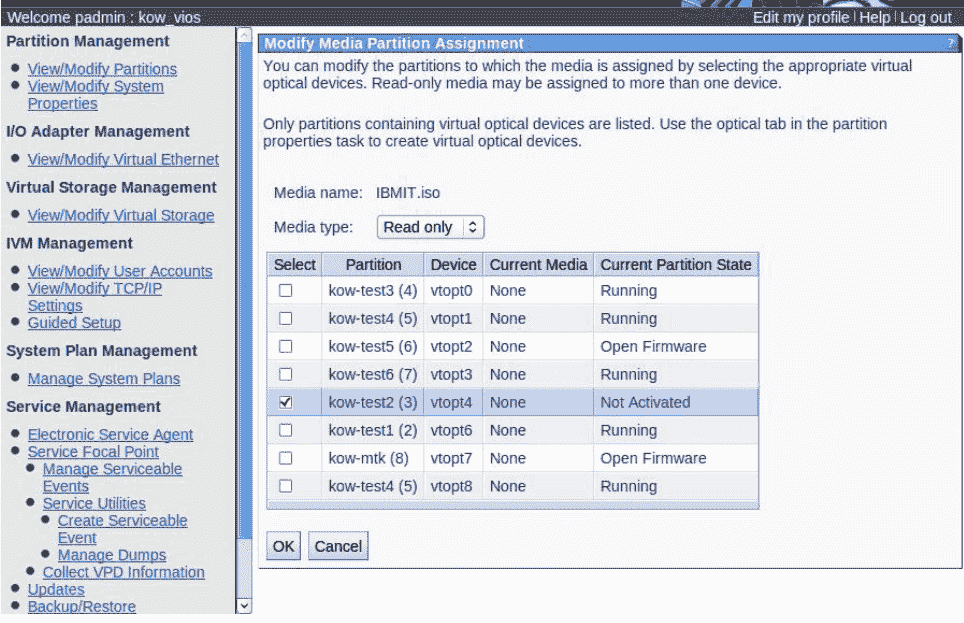 Welcome padmin : kow_vios
Edit my profile | Help | Log out
Partition Management
View/Modify Partitions
View/Modify System
Properties
I/O Adapter Management
View/Modify Virtual Ethernet
Virtual Storage Management
View/Modify Virtual Storage
IVM Management
View/Modify User Accounts
View/Modify TCP/IP
Settings
Guided Setup
System Plan Management
Manage System Plans
Service Management
Electronic Service Agent
Service Focal Point
Manage Serviceable
Events
Service Utilities
Create Serviceable
Event
Manage Dumps
Collect VPD Information
Updates
Backup/Restore
Modify Media Partition Assignment ?
You can modify the partitions to which the media is assigned by selecting the appropriate virtual
optical devices. Read-only media may be assigned to more than one device.
Only partitions containing virtual optical devices are listed. Use the optical tab in the partition
properties task to create virtual optical devices.
Media name: IBMIT.iso
Media type: Read only
Select Partition Device Current Media Current Partition State
kow-test3 (4) vtopt0 None Running
kow-test4 (5) vtopt1 None Running
kow-test5 (6) vtopt2 None Open Firmware
kow-test6 (7) vtopt3 None Running
kow-test2 (3) vtopt4 None Not Activated
kow-test1 (2) vtopt6 None Running
kow-mtk (8) vtopt7 None Open Firmware
kow-test4 (5) vtopt8 None Running
OK Cancel